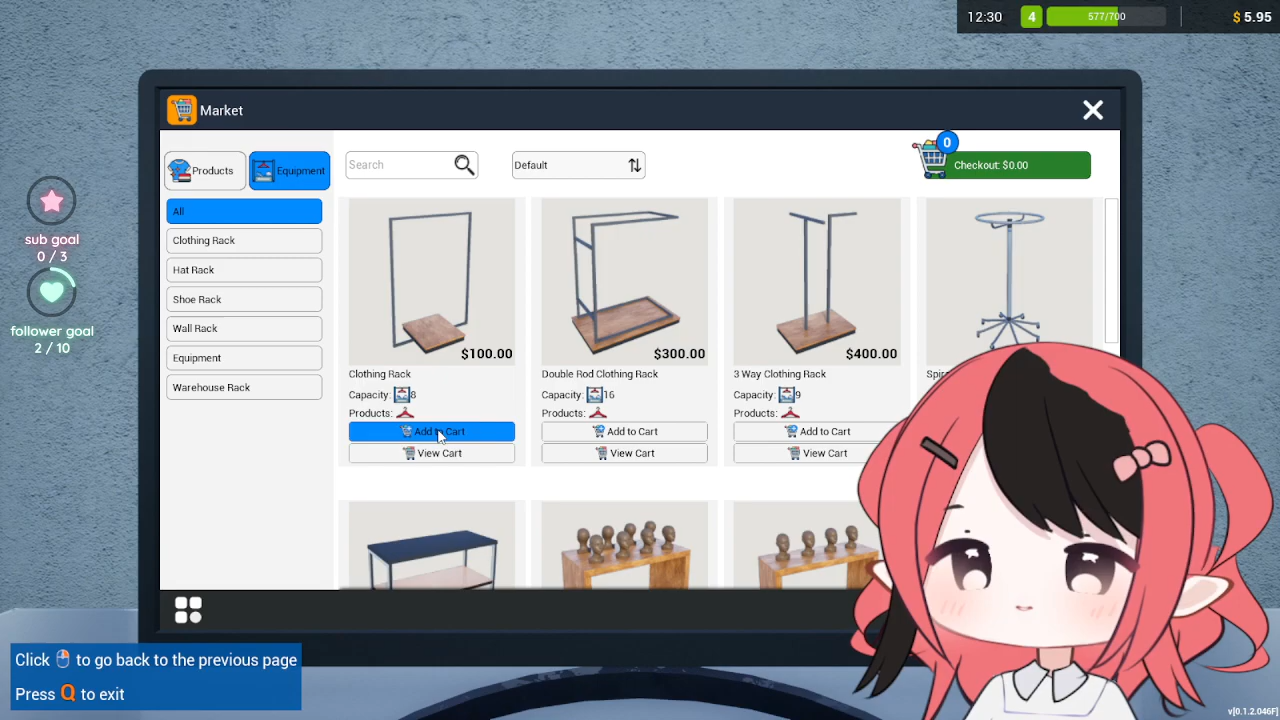 12:30
4
577/700
$ 5.95
Market
Products
Equipment
Search
Default
0
Checkout: $0.00
All
Clothing Rack
Hat Rack
Shoe Rack
Wall Rack
Equipment
Warehouse Rack
$100.00
Clothing Rack
Capacity: 8
Products:
Add to Cart
View Cart
$300.00
Double Rod Clothing Rack
Capacity: 16
Products:
Add to Cart
View Cart
$400.00
3 Way Clothing Rack
Capacity: 9
Products:
Add to Cart
View Cart
sub goal
0 / 3
follower goal
2 / 10
Click to go back to the previous page
Press Q to exit
v[0.1.2.046F]